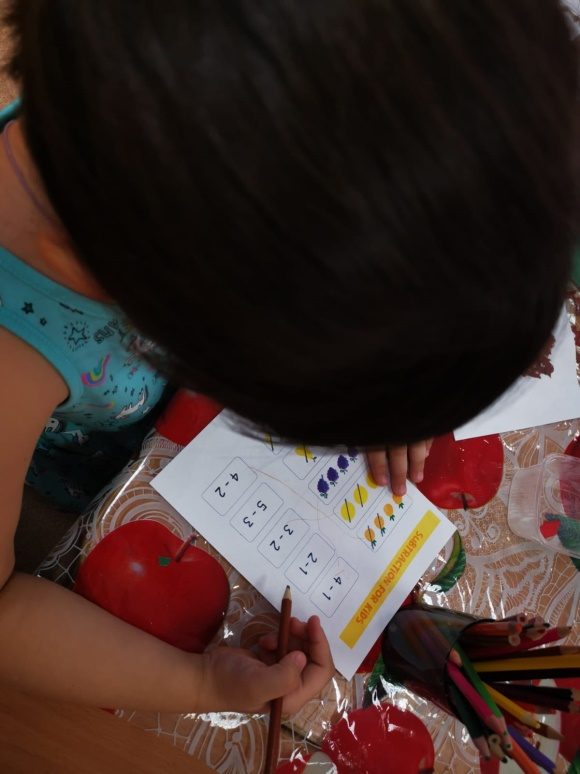 SUBTRACTION FOR KIDS
4 - 1
2 - 1
3 - 2
5 - 3
4 - 2